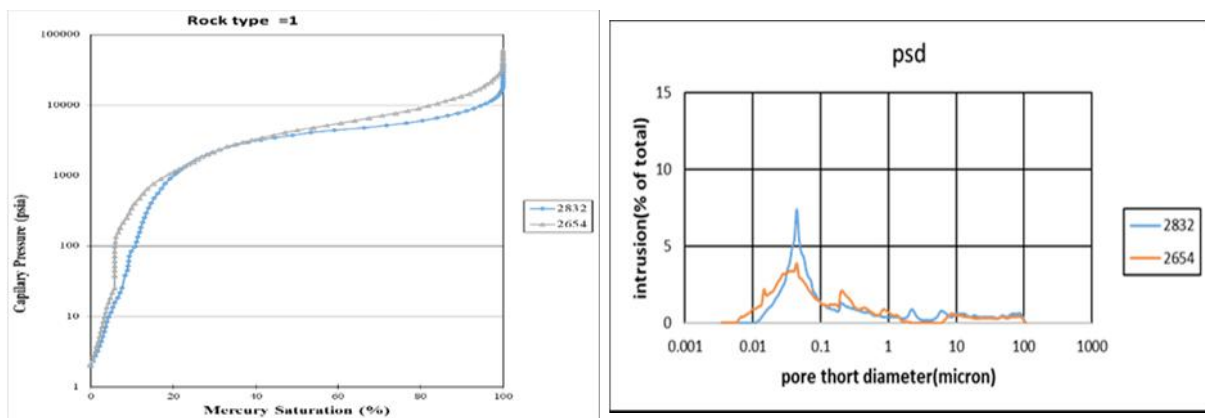 Rock type =1
Capilary Pressure (psia)
100000
10000
1000
100
10
1
0 20 40 60 80 100
Mercury Saturation (%)
2832
2654
psd
intrusion(% of total)
15
10
5
0
0.001 0.01 0.1 1 10 100 1000
pore thort diameter(micron)
2832
2654